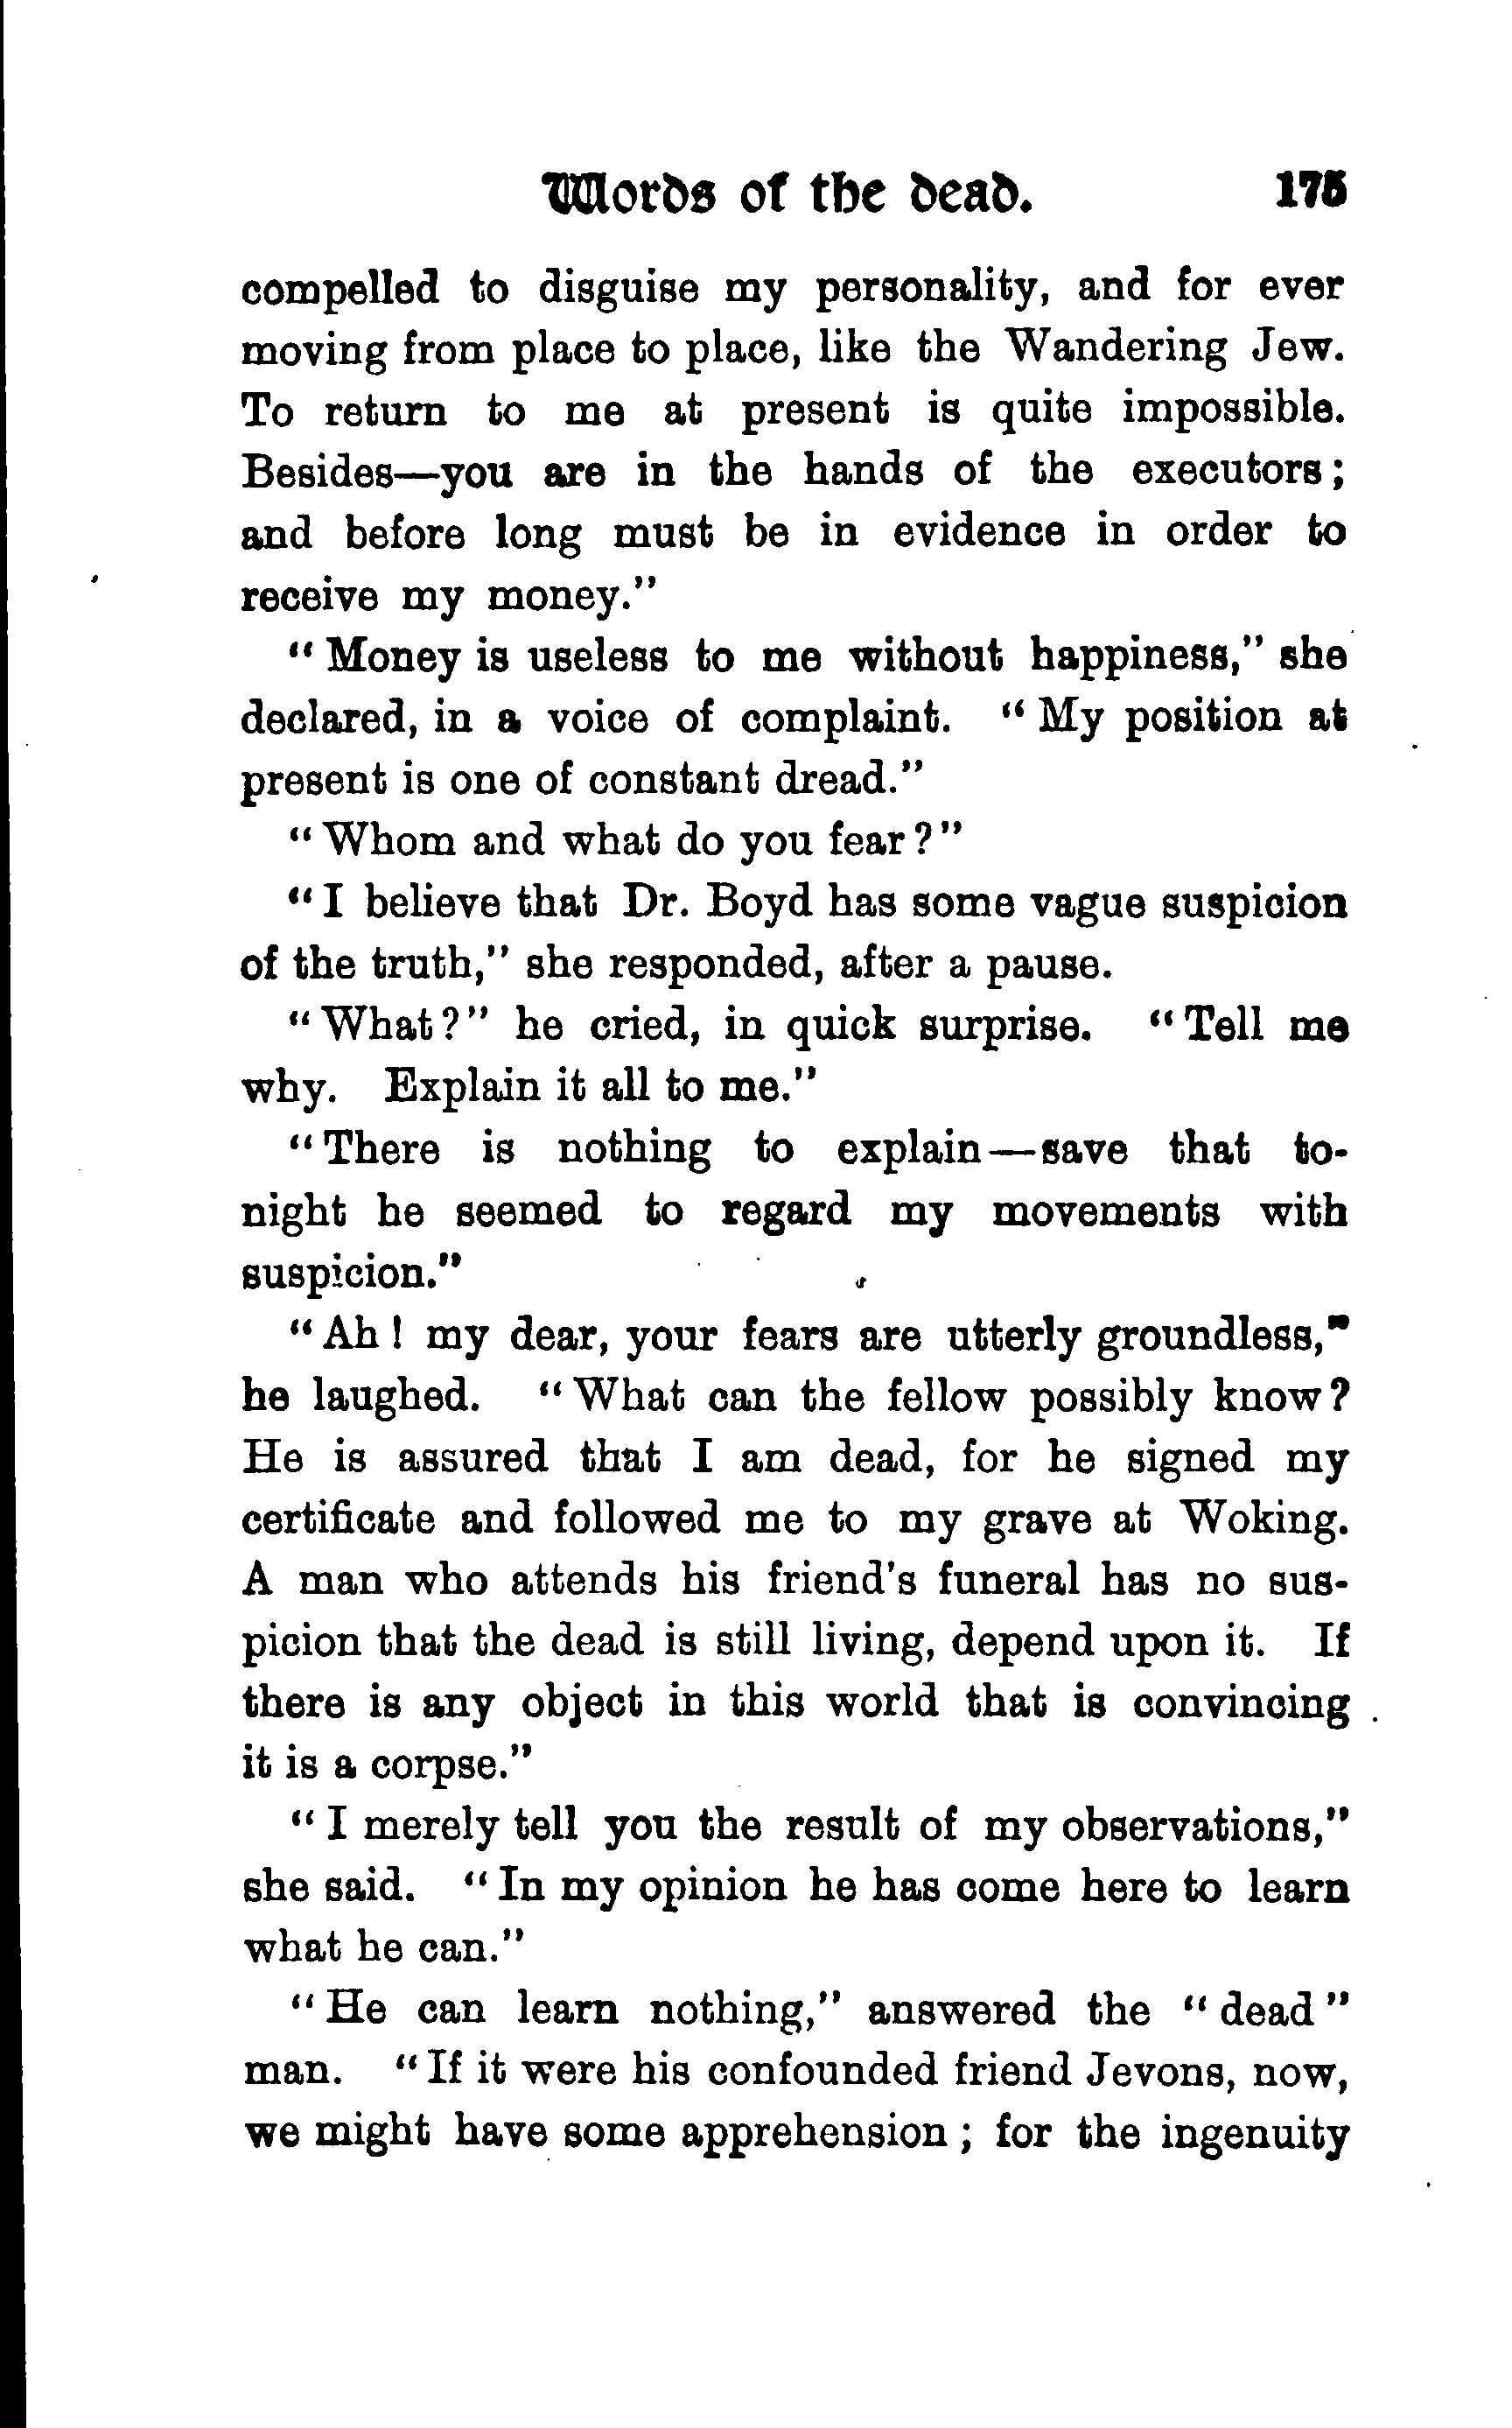 Words of the dead. 175
compelled to disguise my personality, and for ever
moving from place to place, like the Wandering Jew.
To return to me at present is quite impossible.
Besides—you are in the hands of the executors;
and before long must be in evidence in order to
receive my money."
"Money is useless to me without happiness," she
declared, in a voice of complaint. "My position at
present is one of constant dread."
"Whom and what do you fear?"
"I believe that Dr. Boyd has some vague suspicion
of the truth," she responded, after a pause.
"What?" he cried, in quick surprise. "Tell me
why. Explain it all to me."
"There is nothing to explain—save that to-
night he seemed to regard my movements with
suspicion."
"Ah! my dear, your fears are utterly groundless,"
he laughed. "What can the fellow possibly know?
He is assured that I am dead, for he signed my
certificate and followed me to my grave at Woking.
A man who attends his friend's funeral has no sus-
picion that the dead is still living, depend upon it. If
there is any object in this world that is convincing
it is a corpse."
"I merely tell you the result of my observations,"
she said. "In my opinion he has come here to learn
what he can."
"He can learn nothing," answered the "dead"
man. "If it were his confounded friend Jevons, now,
we might have some apprehension; for the ingenuity